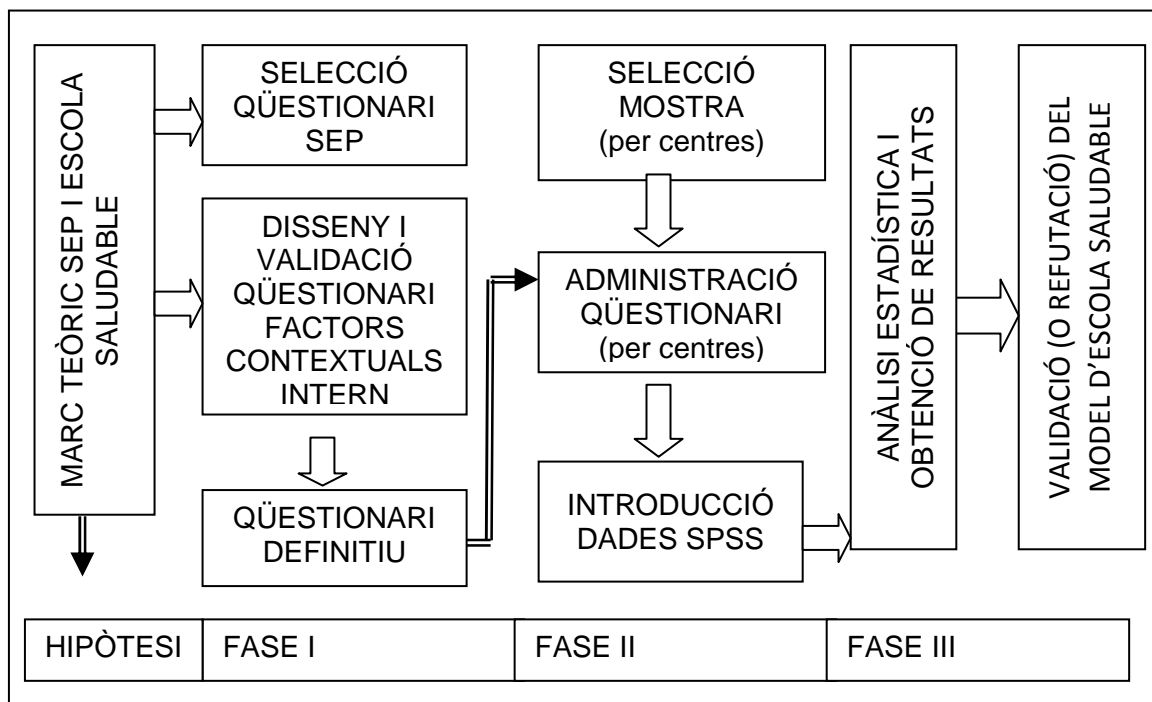 MARC TEÒRIC SEP I ESCOLA
SALUDABLE
SELECCIÓ
QÜESTIONARI
SEP
DISSENY I
VALIDACIÓ
QÜESTIONARI
FACTORS
CONTEXTUALS
INTERN
QÜESTIONARI
DEFINITIU
SELECCIÓ
MOSTRA
(per centres)
ADMINISTRACIÓ
QÜESTIONARI
(per centres)
INTRODUCCIÓ
DADES SPSS
ANÀLISI ESTADÍSTICA I
OBTENCIÓ DE RESULTATS
VALIDACIÓ (O REFUTACIÓ) DEL
MODEL D'ESCOLA SALUDABLE
HIPÒTESI
FASE I
FASE II
FASE III